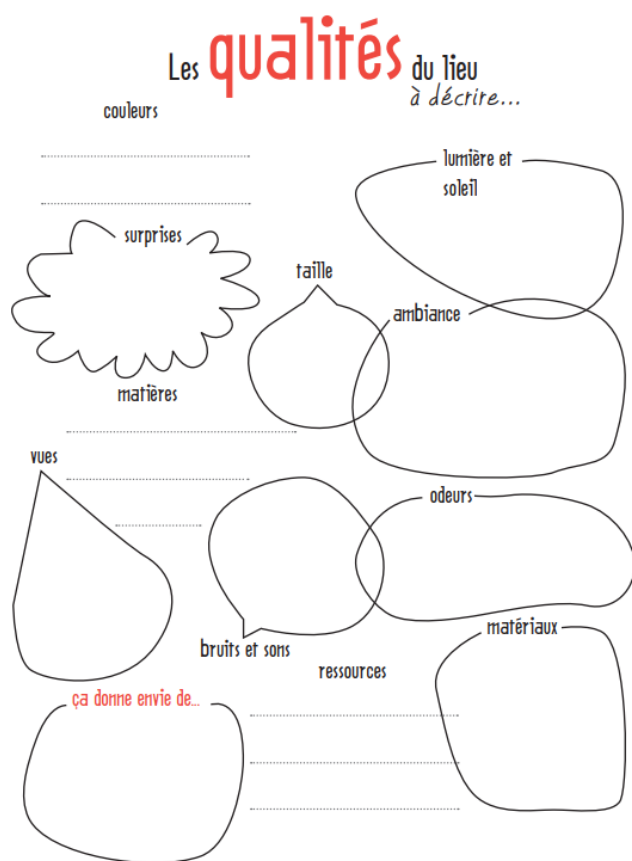 Les qualités du lieu
à décrire...
couleurs
lumière et
soleil
surprises
taille
ambiance
matières
vues
odeurs
bruits et sons
matériaux
ressources
ça donne envie de...